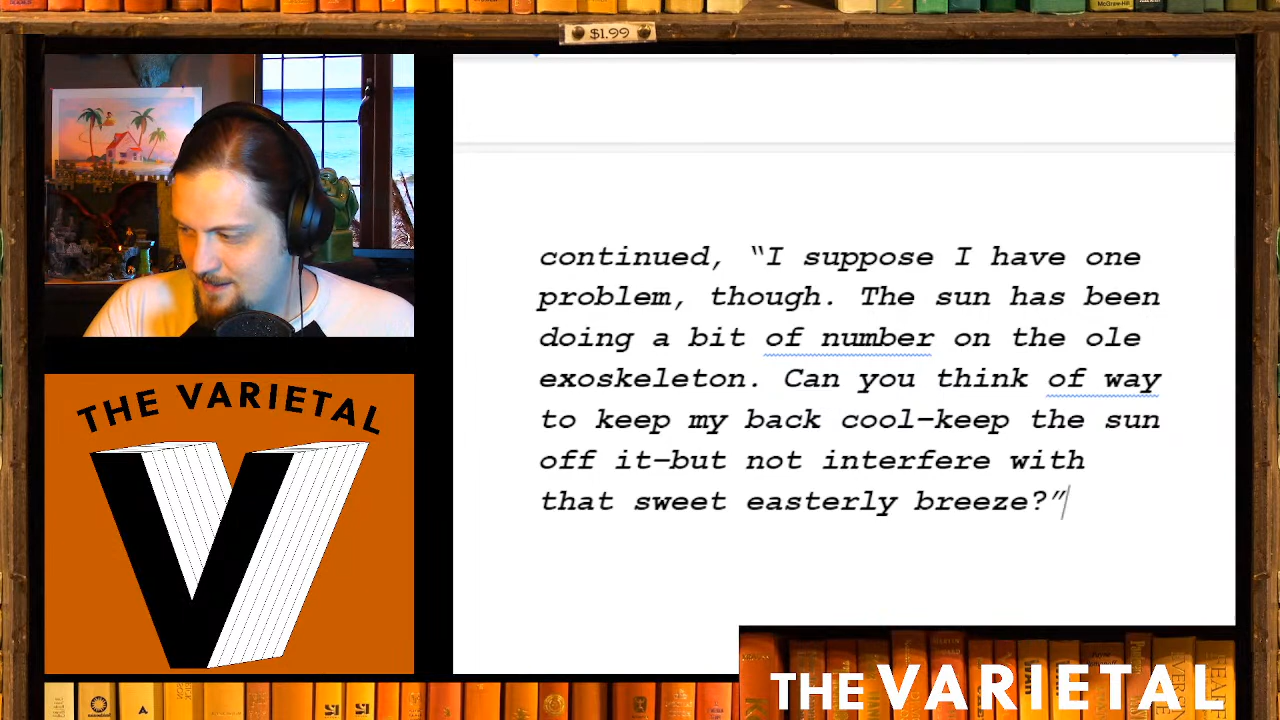 $1.99
continued, “I suppose I have one
problem, though. The sun has been
doing a bit of number on the ole
exoskeleton. Can you think of way
to keep my back cool–keep the sun
off it–but not interfere with
that sweet easterly breeze?”
THE VARIETAL
V
THE VARIETAL